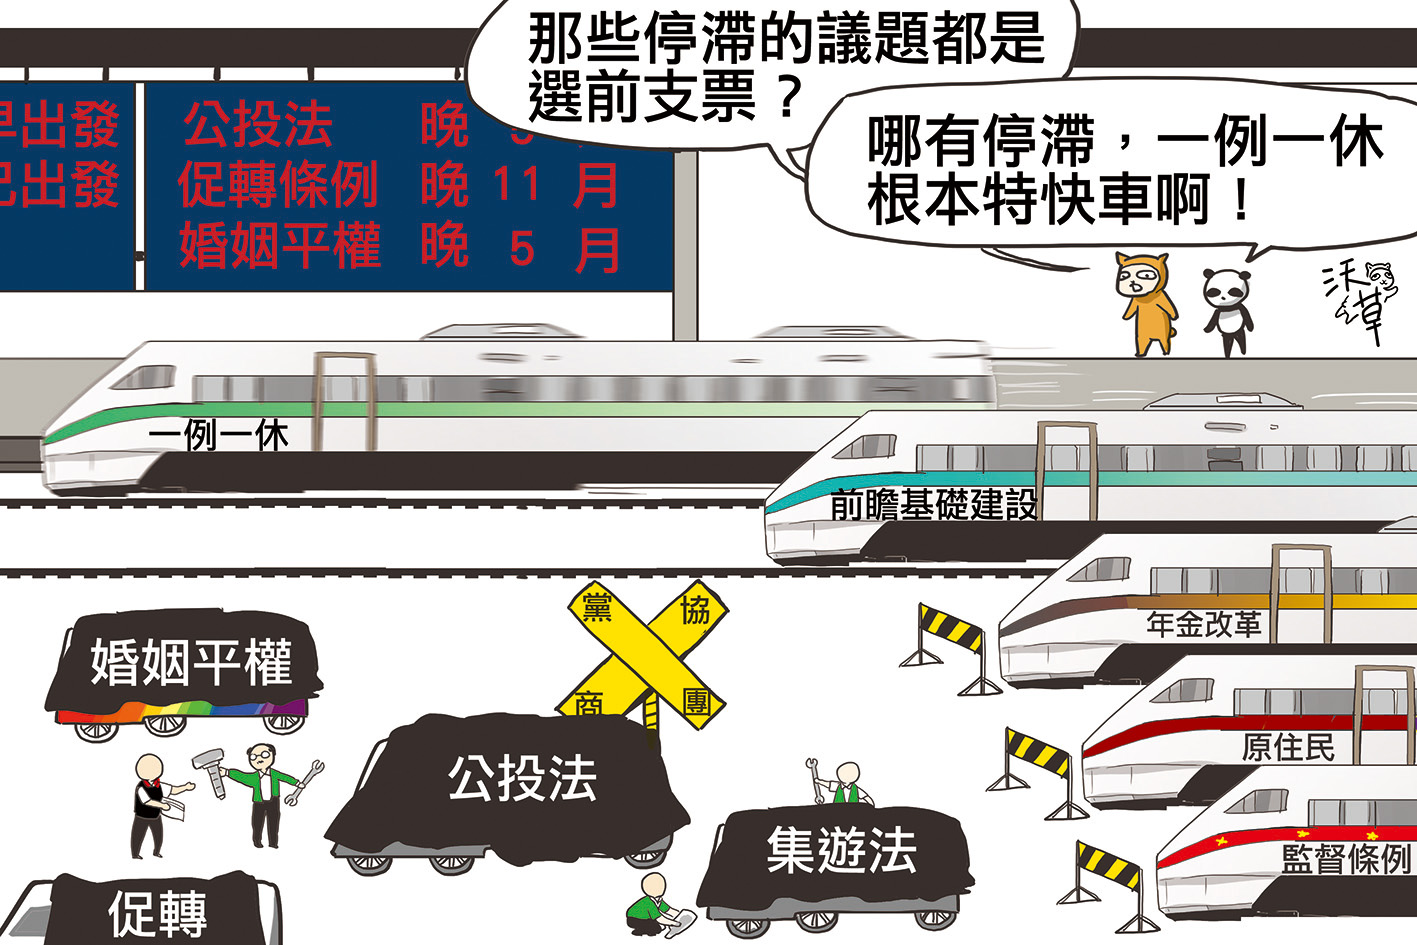 那些停滯的議題都是
選前支票？
哪有停滯，一例一休
根本特快車啊！
早出發
已出發
公投法 晚
促轉條例 晚 11 月
婚姻平權 晚 5 月
沃草
一例一休
前瞻基礎建設
年金改革
原住民
監督條例
黨 協
商 團
婚姻平權
公投法
集遊法
促轉